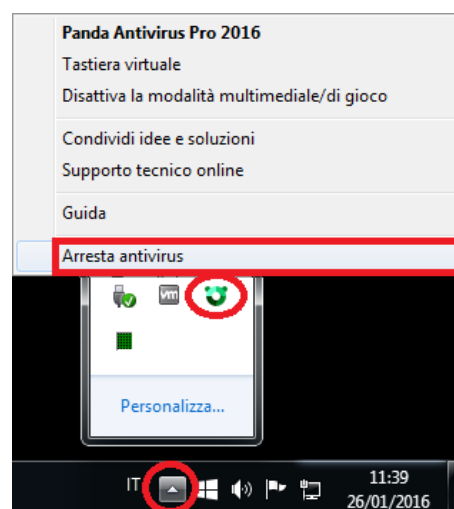 Panda Antivirus Pro 2016
Tastiera virtuale
Disattiva la modalità multimediale/di gioco
Condividi idee e soluzioni
Supporto tecnico online
Guida
Arresta antivirus
vm
Personalizza...
IT
11:39
26/01/2016